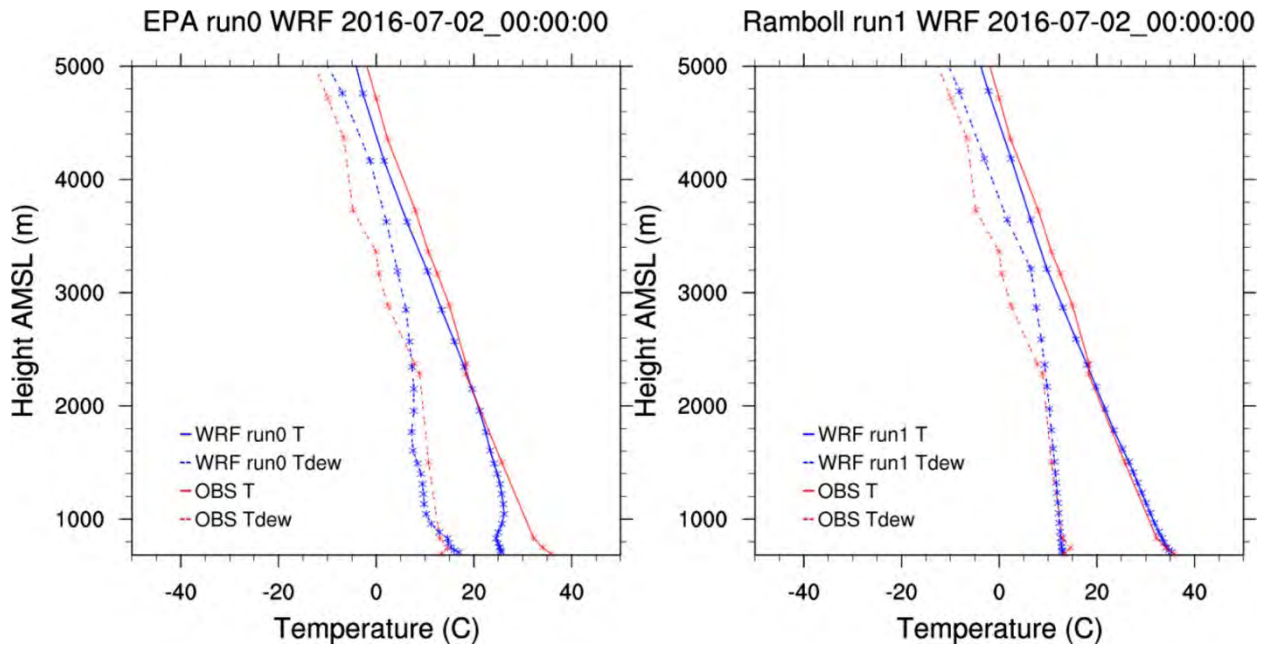 EPA run0 WRF 2016-07-02_00:00:00
5000
4000
3000
2000
1000
Height AMSL (m)
WRF run0 T
WRF run0 Tdew
OBS T
OBS Tdew
-40 -20 0 20 40
Temperature (C)
Ramboll run1 WRF 2016-07-02_00:00:00
5000
4000
3000
2000
1000
Height AMSL (m)
WRF run1 T
WRF run1 Tdew
OBS T
OBS Tdew
-40 -20 0 20 40
Temperature (C)